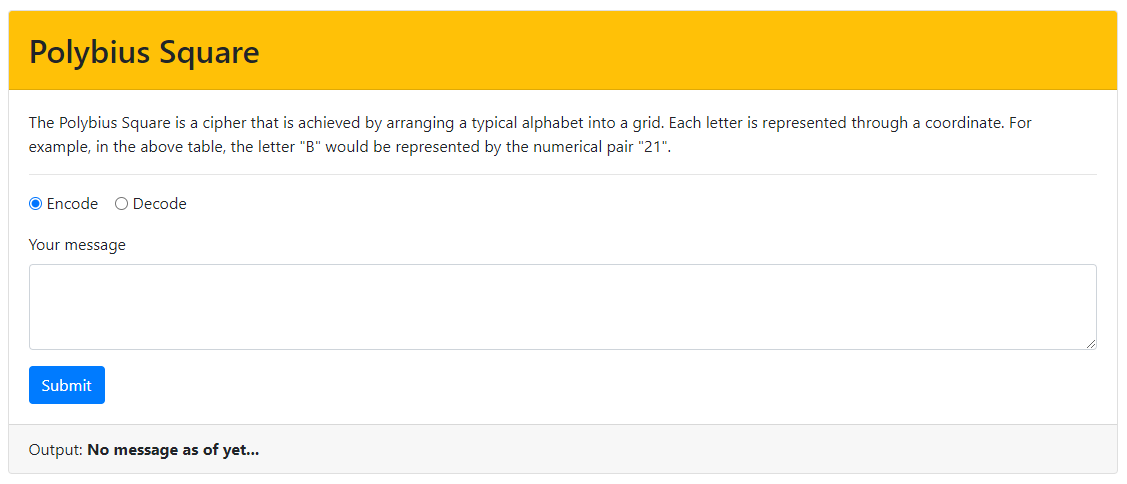 Polybius Square
The Polybius Square is a cipher that is achieved by arranging a typical alphabet into a grid. Each letter is represented through a coordinate. For
example, in the above table, the letter "B" would be represented by the numerical pair "21".
Encode Decode
Your message
Submit
Output: No message as of yet...